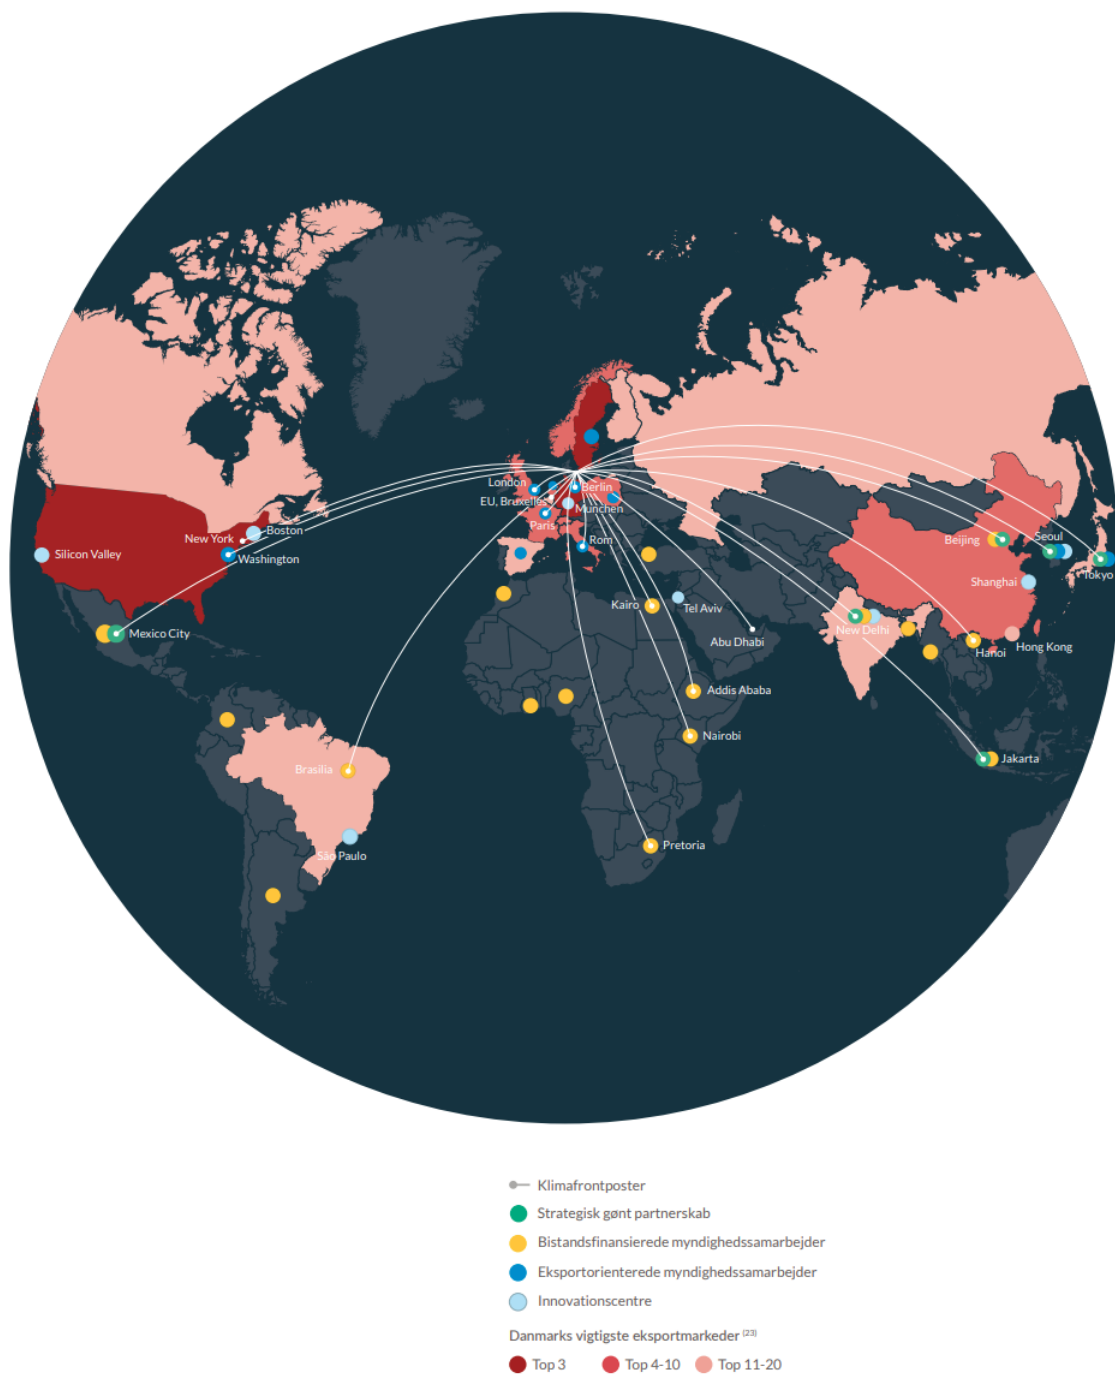 London
Berlin
EU, Bruxelles
München
Paris
Rom
New York
Boston
Washington
Silicon Valley
Beijing
Seoul
Tokyo
Shanghai
Kairo
Tel Aviv
Mexico City
Abu Dhabi
New Delhi
Hanoi
Hong Kong
Addis Ababa
Nairobi
Jakarta
Brasilia
Pretoria
São Paulo
Klimafrontposter
Strategisk gønt partnerskab
Bistandsfinansierede myndighedssamarbejder
Eksportorienterede myndighedssamarbejder
Innovationscentre
Danmarks vigtigste eksportmarkeder (23)
Top 3 Top 4-10 Top 11-20